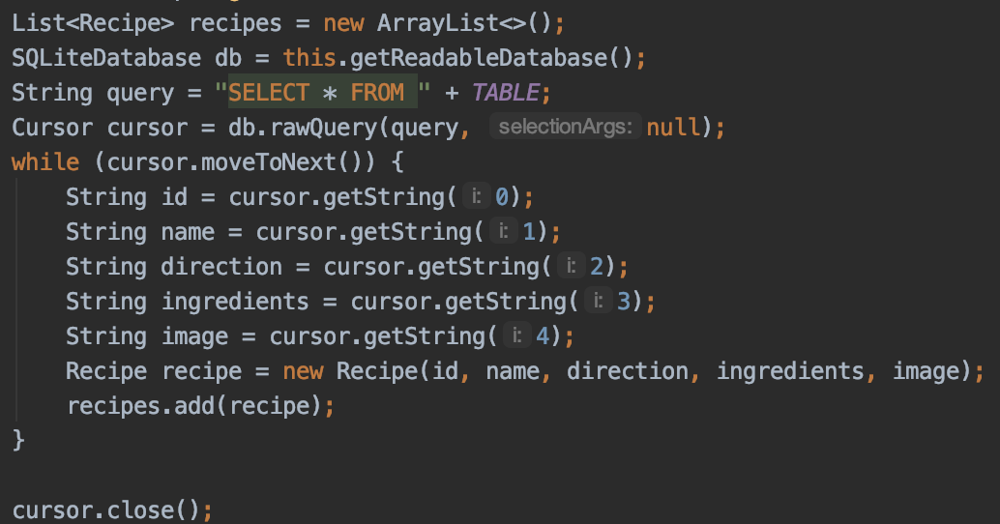 List<Recipe> recipes = new ArrayList<>();
SQLiteDatabase db = this.getReadableDatabase();
String query = "SELECT * FROM " + TABLE;
Cursor cursor = db.rawQuery(query, selectionArgs: null);
while (cursor.moveToNext()) {
    String id = cursor.getString( i: 0);
    String name = cursor.getString( i: 1);
    String direction = cursor.getString( i: 2);
    String ingredients = cursor.getString( i: 3);
    String image = cursor.getString( i: 4);
    Recipe recipe = new Recipe(id, name, direction, ingredients, image);
    recipes.add(recipe);
}
cursor.close();